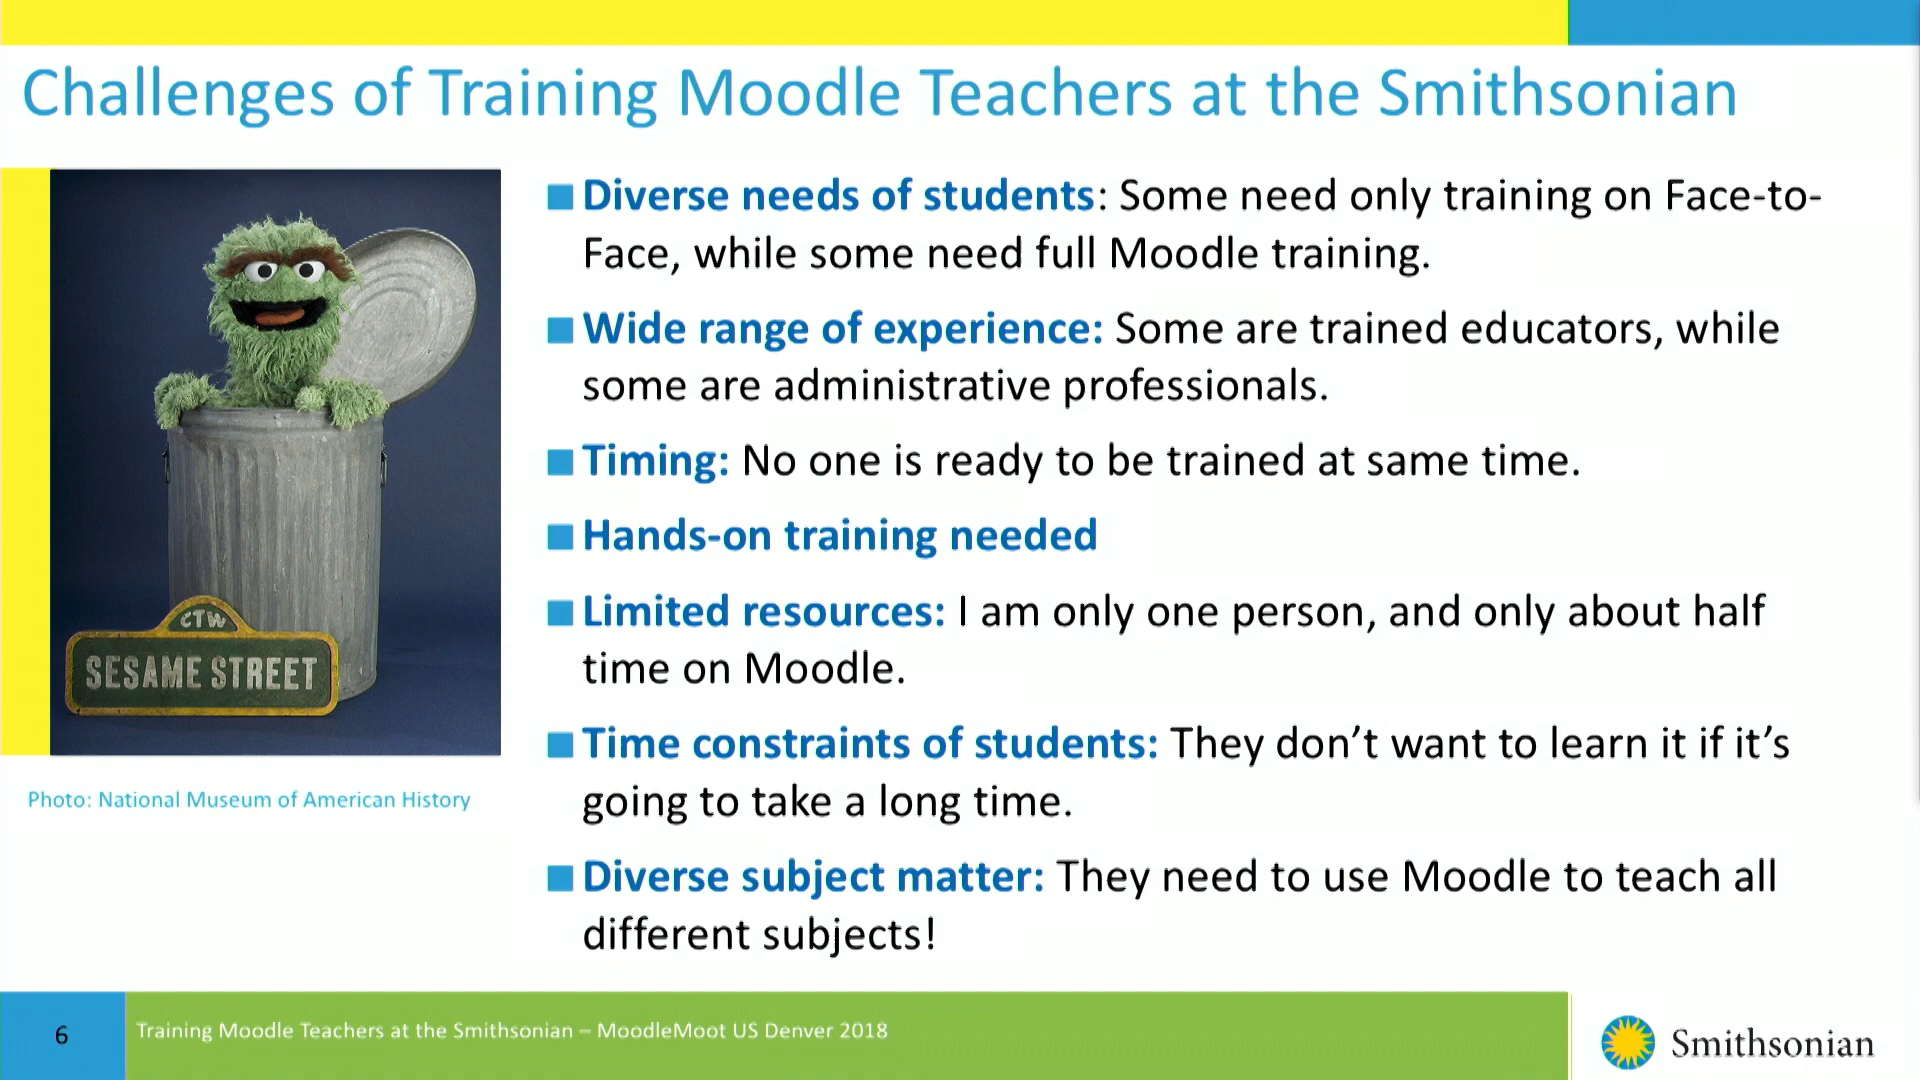 Challenges of Training Moodle Teachers at the Smithsonian
CTW
SESAME STREET
Photo: National Museum of American History
Diverse needs of students: Some need only training on Face-to-
Face, while some need full Moodle training.
Wide range of experience: Some are trained educators, while
some are administrative professionals.
Timing: No one is ready to be trained at same time.
Hands-on training needed
Limited resources: I am only one person, and only about half
time on Moodle.
Time constraints of students: They don’t want to learn it if it’s
going to take a long time.
Diverse subject matter: They need to use Moodle to teach all
different subjects!
6
Training Moodle Teachers at the Smithsonian – MoodleMoot US Denver 2018
Smithsonian